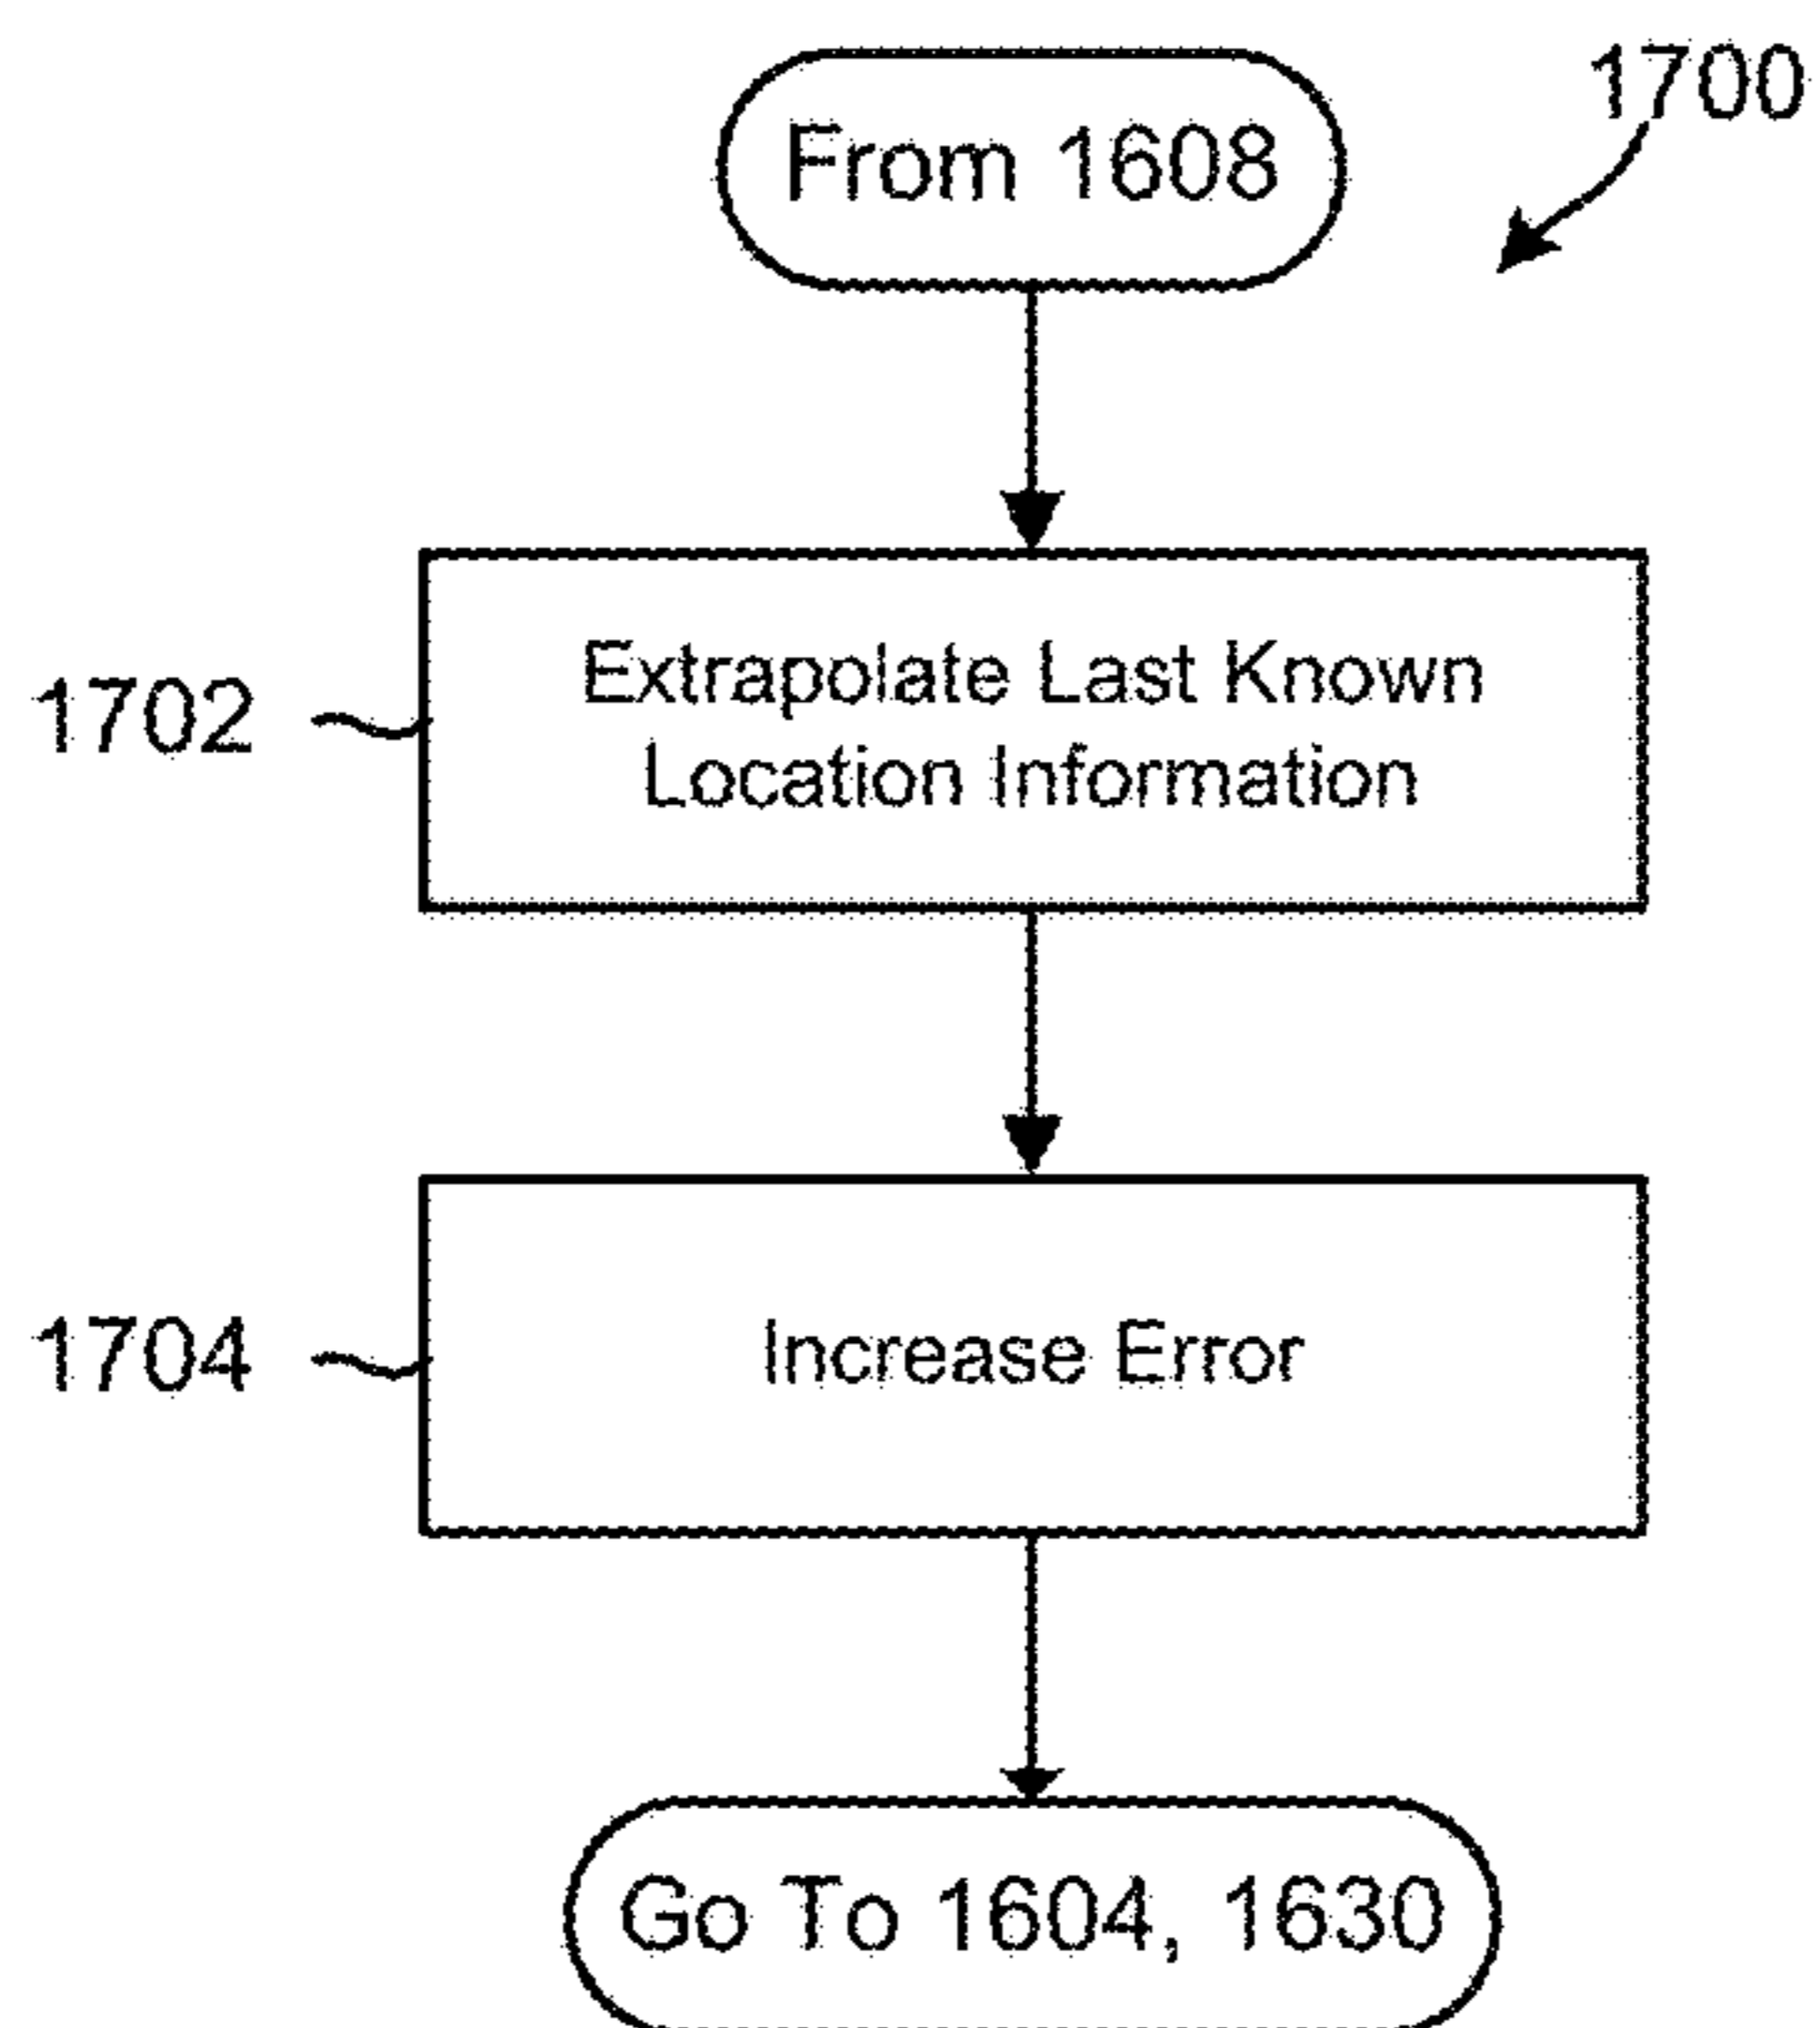 1700
From 1608
1702
Extrapolate Last Known
Location Information
1704
Increase Error
Go To 1604, 1630